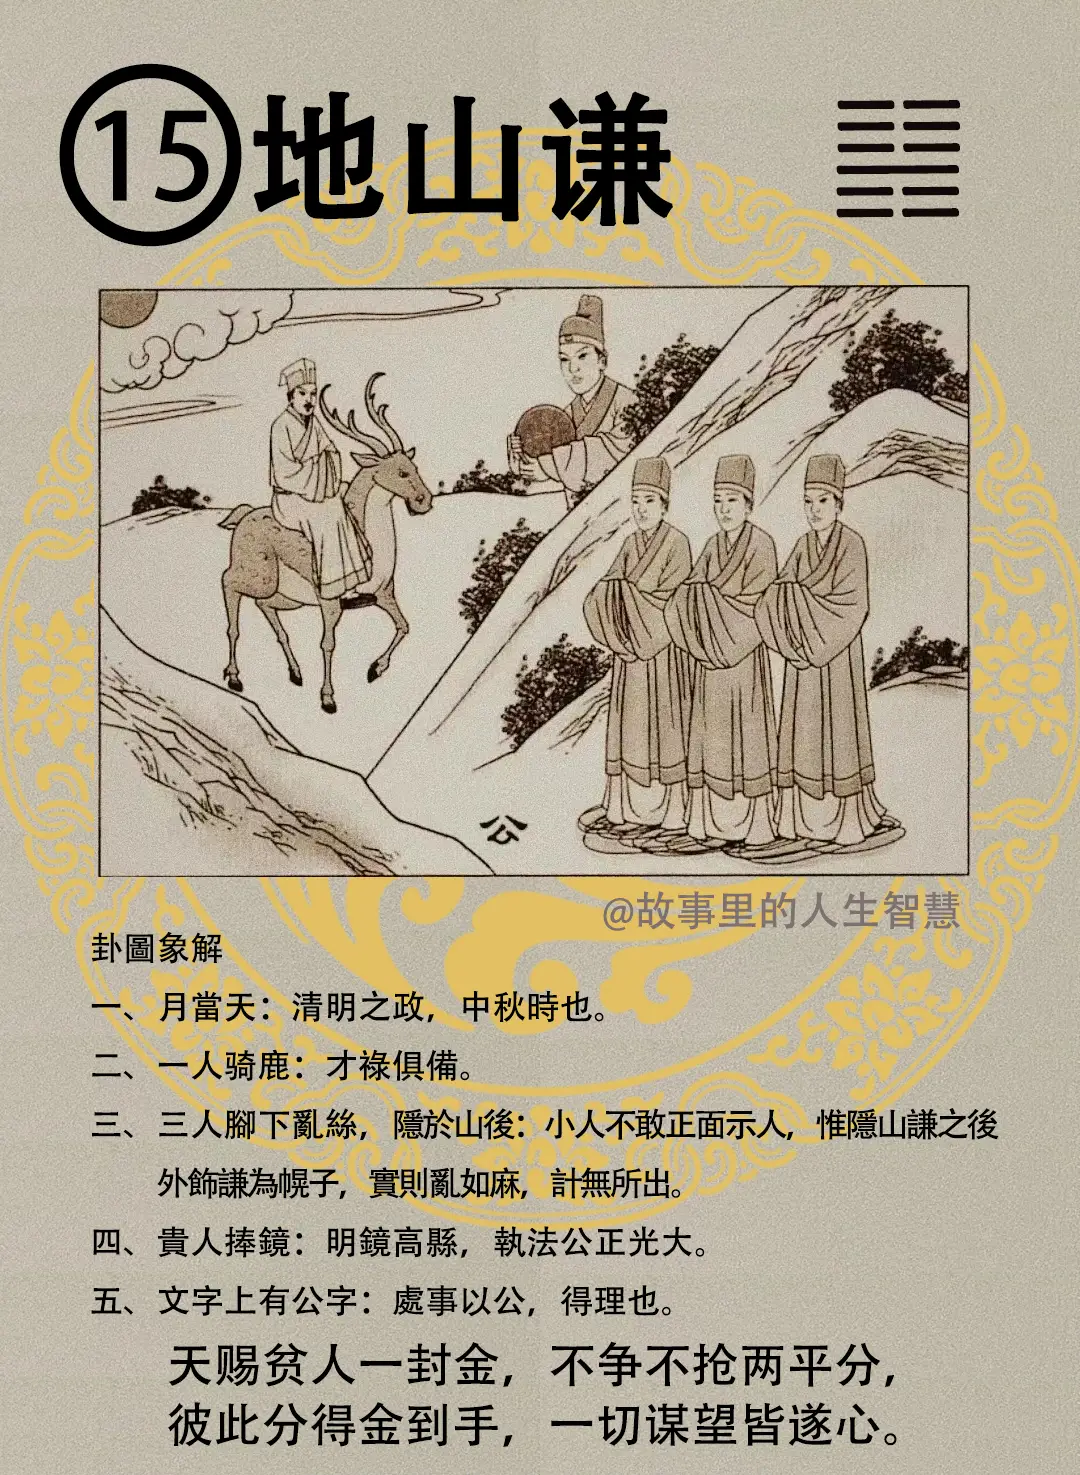 15 地山谦
公
@故事里的人生智慧
卦圖象解
一、月當天：清明之政，中秋時也。
二、一人骑鹿：才祿俱備。
三、三人腳下亂絲，隱於山後：小人不敢正面示人，惟隱山謙之後
外飾謙為幌子，實則亂如麻，計無所出。
四、貴人捧鏡：明鏡高縣，執法公正光大。
五、文字上有公字：處事以公，得理也。
天赐贫人一封金，不争不抢两平分，
彼此分得金到手，一切谋望皆遂心。